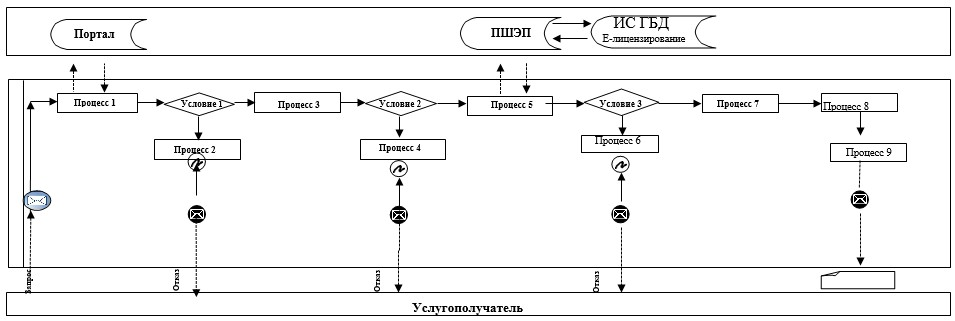 Портал
ПШЭП
ИС ГБД
Е-лицензирование
Процесс 1
Условие 1
Процесс 3
Условие 2
Процесс 5
Условие 3
Процесс 7
Процесс 8
Процесс 2
Процесс 4
Процесс 6
Процесс 9
Запрос
Отказ
Отказ
Отказ
Услугополучатель